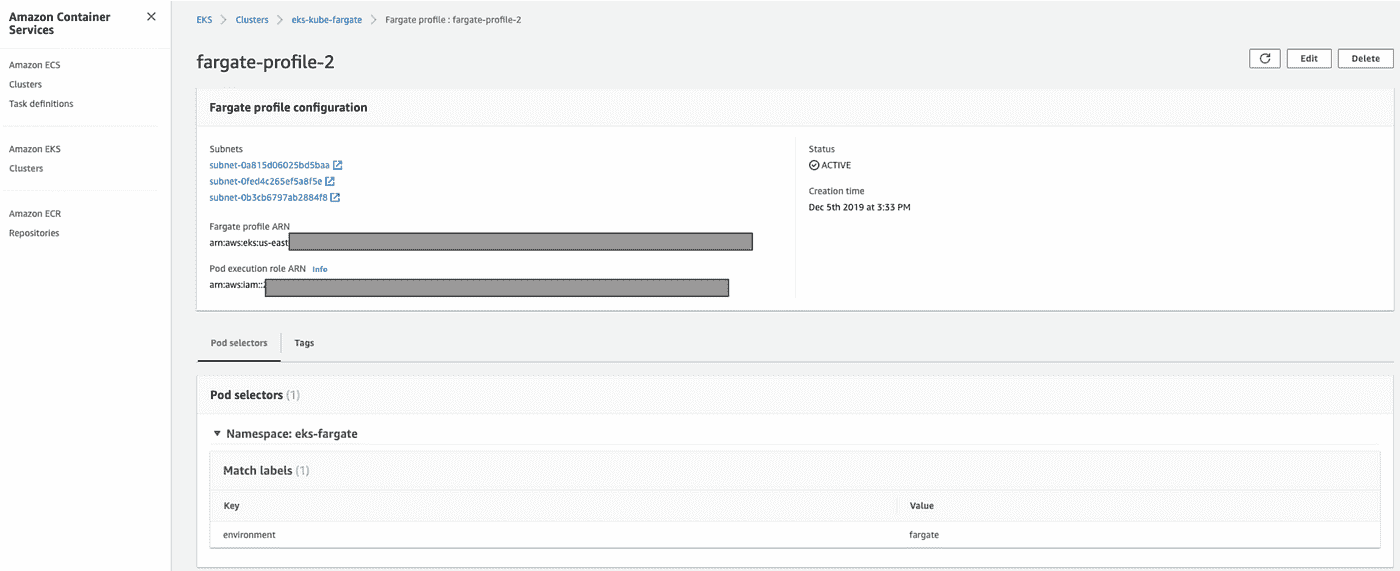 Amazon Container
Services
Amazon ECS
Clusters
Task definitions
Amazon EKS
Clusters
Amazon ECR
Repositories
EKS > Clusters > eks-kube-fargate > Fargate profile : fargate-profile-2
fargate-profile-2
Edit
Delete
Fargate profile configuration
Subnets
subnet-0a815d06025bd5baa
subnet-0fed4c265ef5a8f5e
subnet-0b3cb6797ab2884f8
Fargate profile ARN
arn:aws:eks:us-east
Pod execution role ARN Info
arn:aws:iam::
Status
ACTIVE
Creation time
Dec 5th 2019 at 3:33 PM
Pod selectors Tags
Pod selectors (1)
Namespace: eks-fargate
Match labels (1)
Key Value
environment fargate